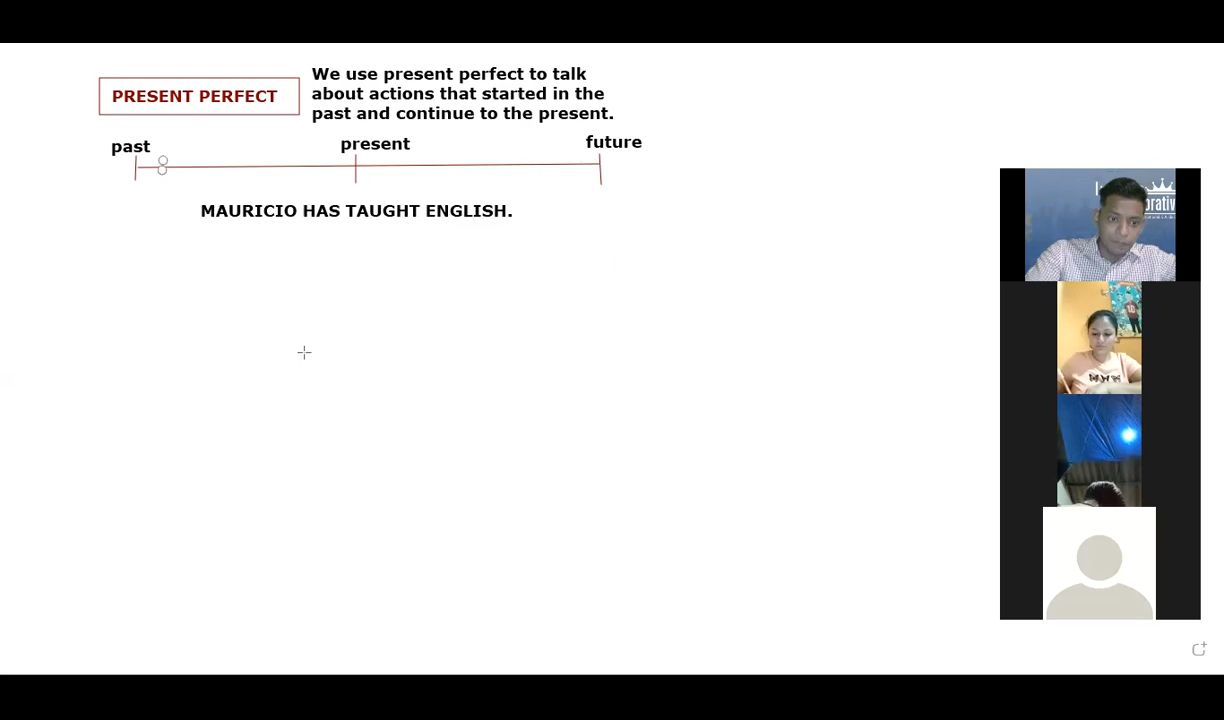 PRESENT PERFECT
We use present perfect to talk
about actions that started in the
past and continue to the present.
past
present
future
MAURICIO HAS TAUGHT ENGLISH.